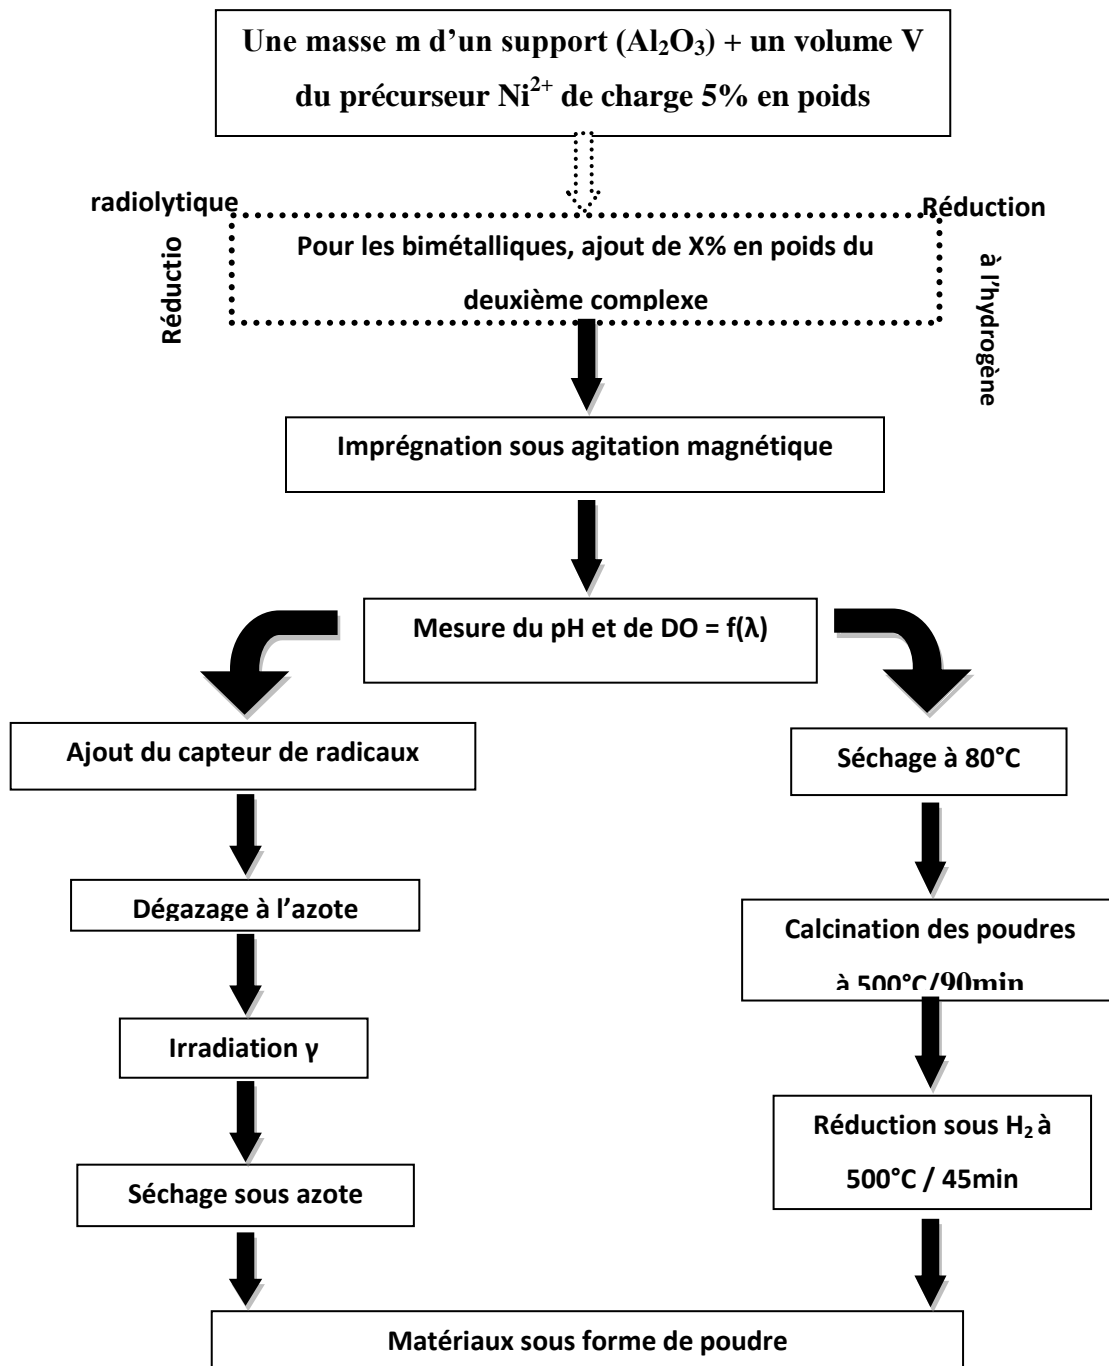 Une masse m d’un support (Al₂O₃) + un volume V
du précurseur Ni²⁺ de charge 5% en poids
radiolytique
Réductio
Réduction
à l’hydrogène
Pour les bimétalliques, ajout de X% en poids du
deuxième complexe
Imprégnation sous agitation magnétique
Mesure du pH et de DO = f(λ)
Ajout du capteur de radicaux
Dégazage à l’azote
Irradiation γ
Séchage sous azote
Séchage à 80°C
Calcination des poudres
à 500°C/90min
Réduction sous H₂ à
500°C / 45min
Matériaux sous forme de poudre